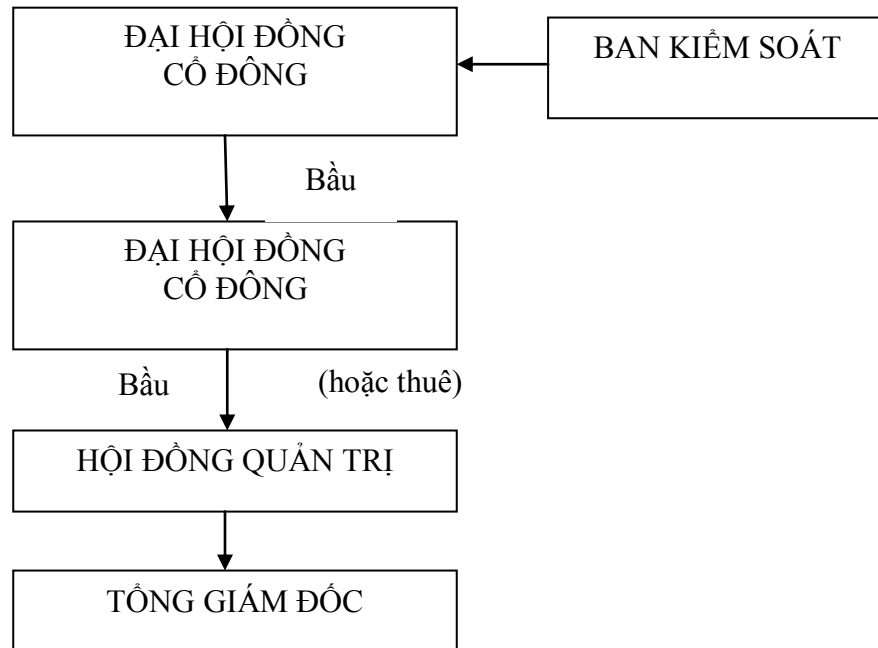 ĐẠI HỘI ĐỒNG
CỔ ĐÔNG
BAN KIỂM SOÁT
Bầu
ĐẠI HỘI ĐỒNG
CỔ ĐÔNG
Bầu (hoặc thuê)
HỘI ĐỒNG QUẢN TRỊ
TỔNG GIÁM ĐỐC